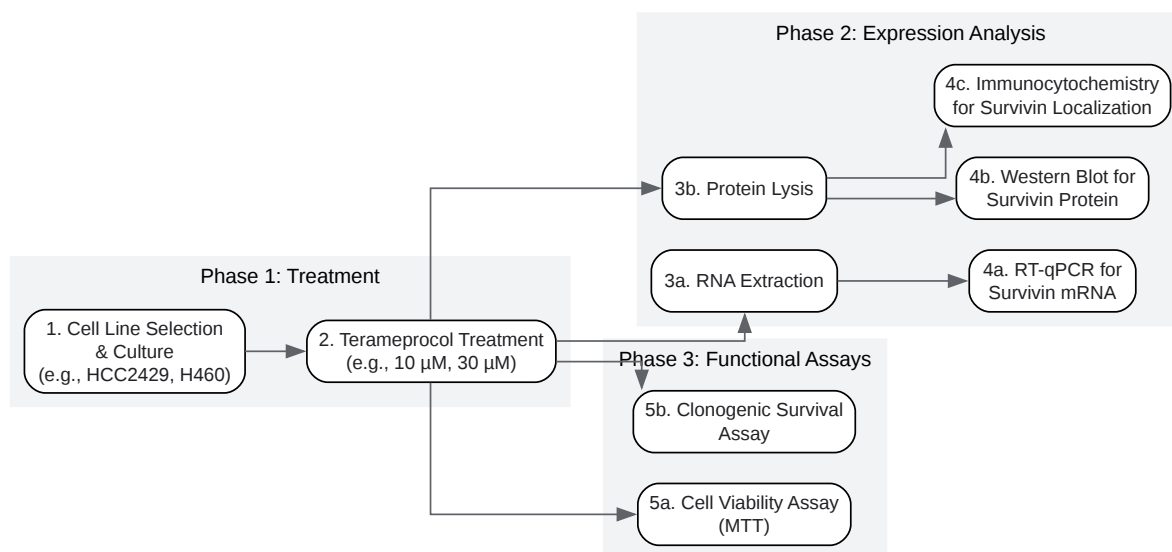 Phase 1: Treatment
1. Cell Line Selection
& Culture
(e.g., HCC2429, H460)
2. Terameprocol Treatment
(e.g., 10 µM, 30 µM)
Phase 2: Expression Analysis
4c. Immunocytochemistry
for Survivin Localization
3b. Protein Lysis
4b. Western Blot for
Survivin Protein
3a. RNA Extraction
4a. RT-qPCR for
Survivin mRNA
Phase 3: Functional Assays
5b. Clonogenic Survival
Assay
5a. Cell Viability Assay
(MTT)